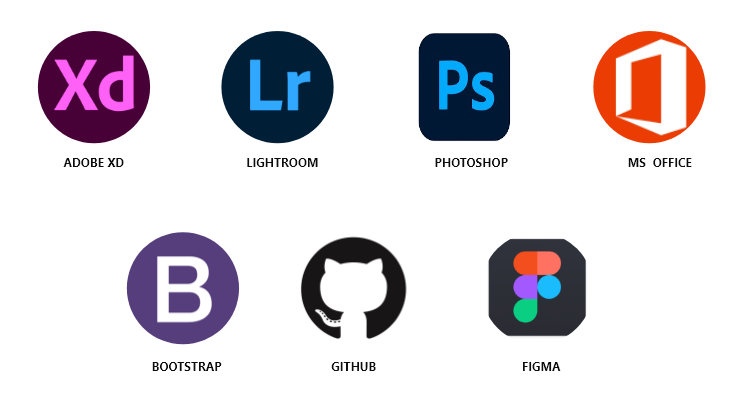 Xd
Lr
Ps
ADOBE XD
LIGHTROOM
PHOTOSHOP
MS  OFFICE
B
BOOTSTRAP
GITHUB
FIGMA